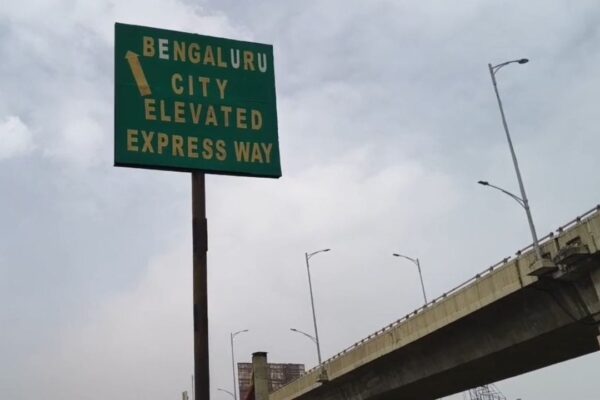 BENGALURU
CITY
ELEVATED
EXPRESS WAY